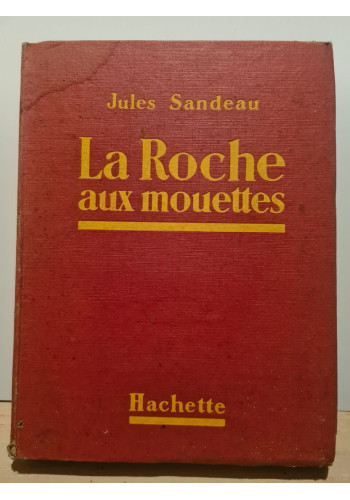 Jules Sandeau
La Roche
aux mouettes
Hachette